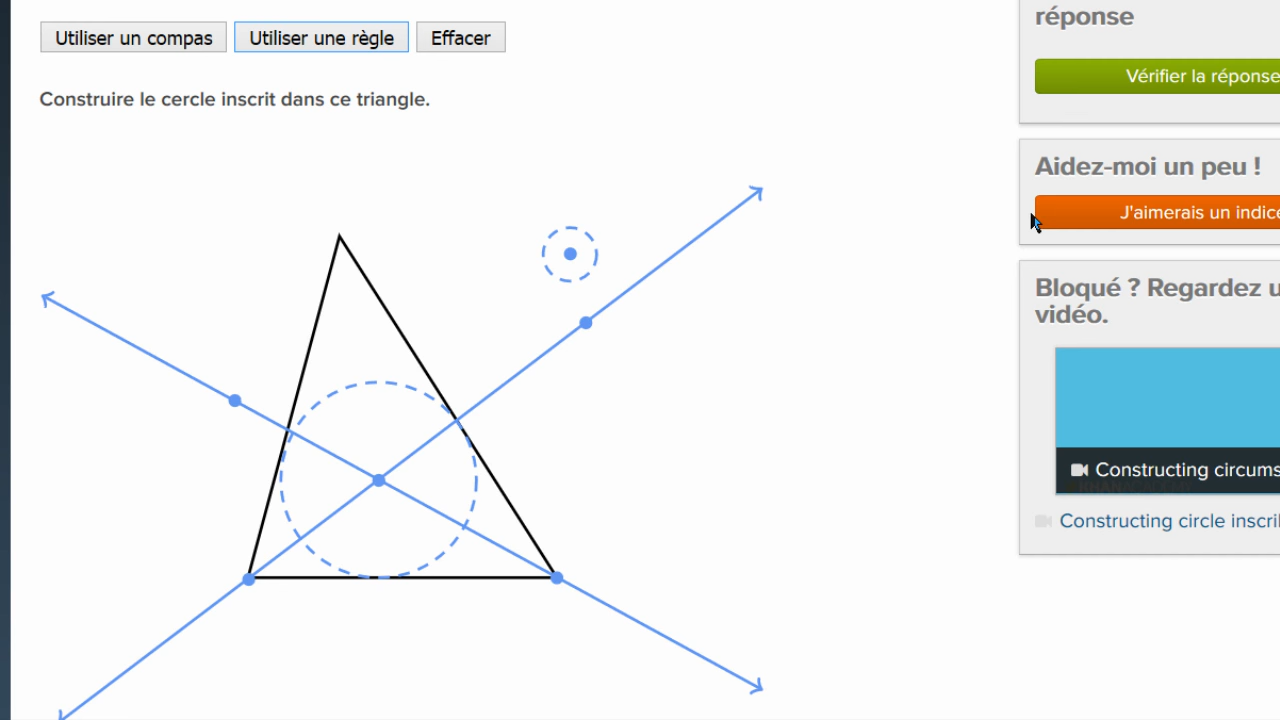 Utiliser un compas
Utiliser une règle
Effacer
Construire le cercle inscrit dans ce triangle.
réponse
Vérifier la réponse
Aidez-moi un peu !
J'aimerais un indice
Bloqué ? Regardez u
vidéo.
Constructing circums
Constructing circle inscri